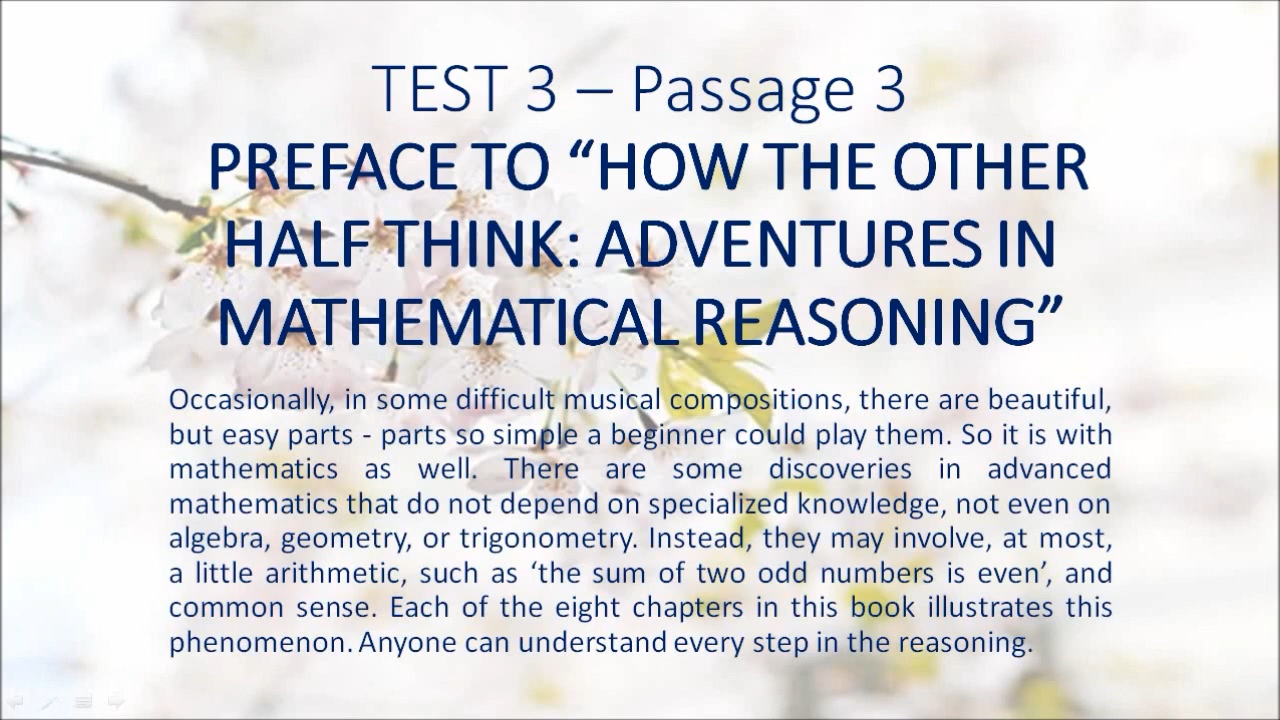 TEST 3 – Passage 3
PREFACE TO “HOW THE OTHER
HALF THINK: ADVENTURES IN
MATHEMATICAL REASONING”
Occasionally, in some difficult musical compositions, there are beautiful,
but easy parts - parts so simple a beginner could play them. So it is with
mathematics as well. There are some discoveries in advanced
mathematics that do not depend on specialized knowledge, not even on
algebra, geometry, or trigonometry. Instead, they may involve, at most,
a little arithmetic, such as ‘the sum of two odd numbers is even’, and
common sense. Each of the eight chapters in this book illustrates this
phenomenon. Anyone can understand every step in the reasoning.